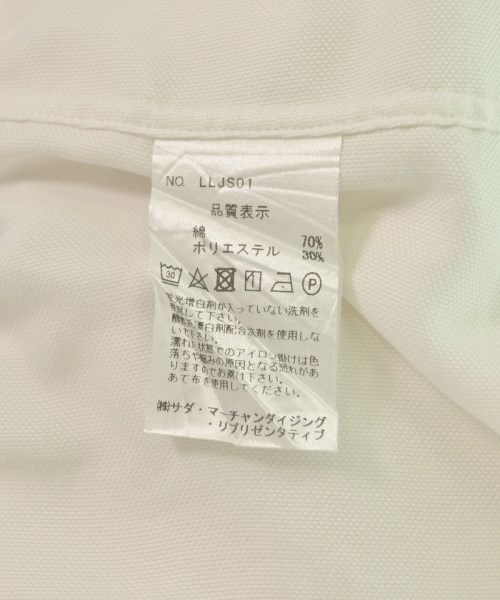 NO. LLJS01
品質表示
綿 70%
ポリエステル 30%
30 P
蛍光増白剤が入っていない洗剤を
使用して下さい。
酵素系漂白剤配合洗剤を使用しな
いで下さい。
濡れた状態でのアイロン掛けは色
落ちや縮みの原因となる恐れがあ
りますのでお避け下さい。
あて布を使用してください。
㈱サダ・マーチャンダイジング
・リプリゼンタティブ